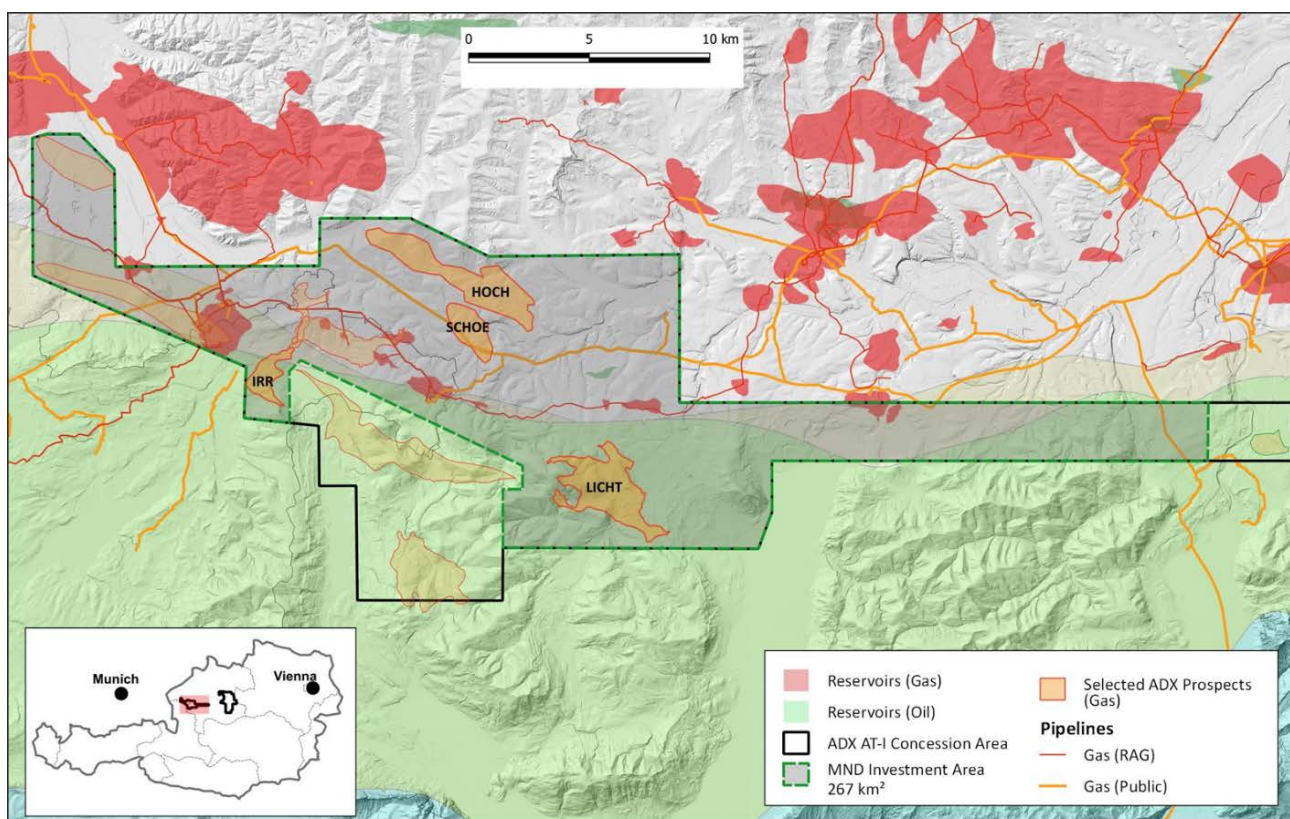 0 5 10 km
HOCH
SCHOE
IRR
LICHT
Munich
Vienna
Reservoirs (Gas)
Reservoirs (Oil)
ADX AT-I Concession Area
MND Investment Area
267 km²
Selected ADX Prospects
(Gas)
Pipelines
Gas (RAG)
Gas (Public)